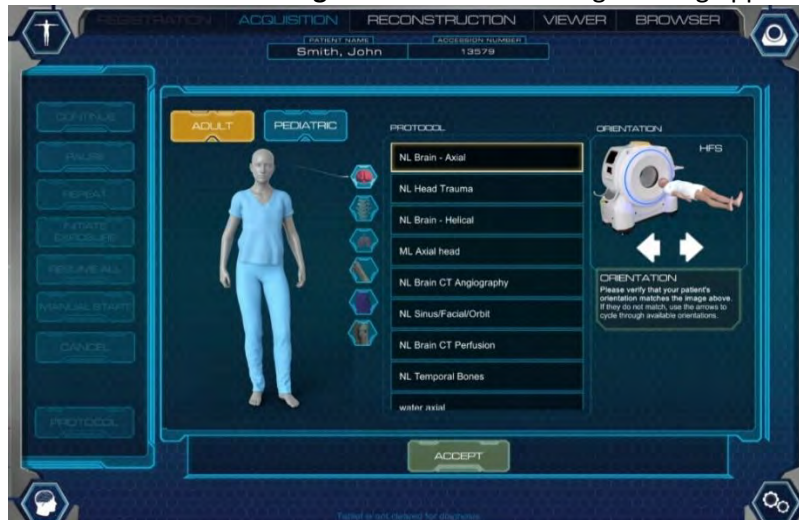 REGISTRATION ACQUISITION RECONSTRUCTION VIEWER BROWSER
PATIENT NAME ACCESSION NUMBER
Smith, John 13579
CONTINUE
PAUSE
REPEAT
INITIATE
EXPOSURE
RESUME ALL
MANUAL START
CANCEL
PROTOCOL
ADULT PEDIATRIC
PROTOCOL
NL Brain - Axial
NL Head Trauma
NL Brain - Helical
ML Axial head
NL Brain CT Angiography
NL Sinus/Facial/Orbit
NL Brain CT Perfusion
NL Temporal Bones
water axial
ORIENTATION
HFS
ORIENTATION
Please verify that your patient's
orientation matches the image above.
If they do not match, use the arrows to
cycle through available orientations.
ACCEPT
Tablet is not cleared for diagnosis